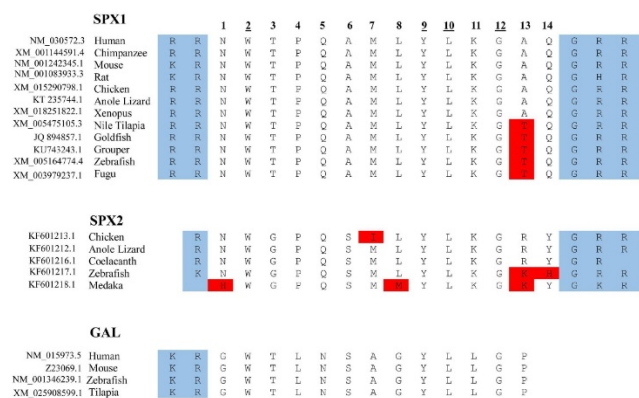 SPX1
1 2 3 4 5 6 7 8 9 10 11 12 13 14
NM_030572.3 Human R R N W T P Q A M L Y L K G A Q G R R
XM_001144591.4 Chimpanzee R R N W T P Q A M L Y L K G A Q G R R
NM_001242345.1 Mouse K R N W T P Q A M L Y L K G A Q G R R
NM_001083933.3 Rat R R N W T P Q A M L Y L K G A Q G H R
XM_015290798.1 Chicken R R N W T P Q A M L Y L K G A Q G R R
KT 235744.1 Anole Lizard R R N W T P Q A M L Y L K G A Q G R R
XM_018251822.1 Xenopus R R N W T P Q A M L Y L K G A Q G R R
XM_005475105.3 Nile Tilapia R R N W T P Q A M L Y L K G T Q G R R
JQ 894857.1 Goldfish R R N W T P Q A M L Y L K G T Q G R R
KU743243.1 Grouper R R N W T P Q A M L Y L K G T Q G R R
XM_005164774.4 Zebrafish R R N W T P Q A M L Y L K G T Q G R R
XM_003979237.1 Fugu R R N W T P Q A M L Y L K G T Q G R R
SPX2
KF601213.1 Chicken R N W G P Q S I L Y L K G R Y G R R
KF601212.1 Anole Lizard R N W G P Q S M L Y L K G R Y G R R
KF601216.1 Coelacanth R N W G P Q S M L Y L K G R Y G R
KF601217.1 Zebrafish K N W G P Q S M L Y L K G K H G R R
KF601218.1 Medaka R H W G P Q S M M Y L K G R Y G K R
GAL
NM_015973.5 Human K R G W T L N S A G Y L L G P
Z23069.1 Mouse K R G W T L N S A G Y L L G P
NM_001346239.1 Zebrafish K R G W T L N S A G Y L L G P
XM_025908599.1 Tilapia K R G W T L N S A G Y L L G P